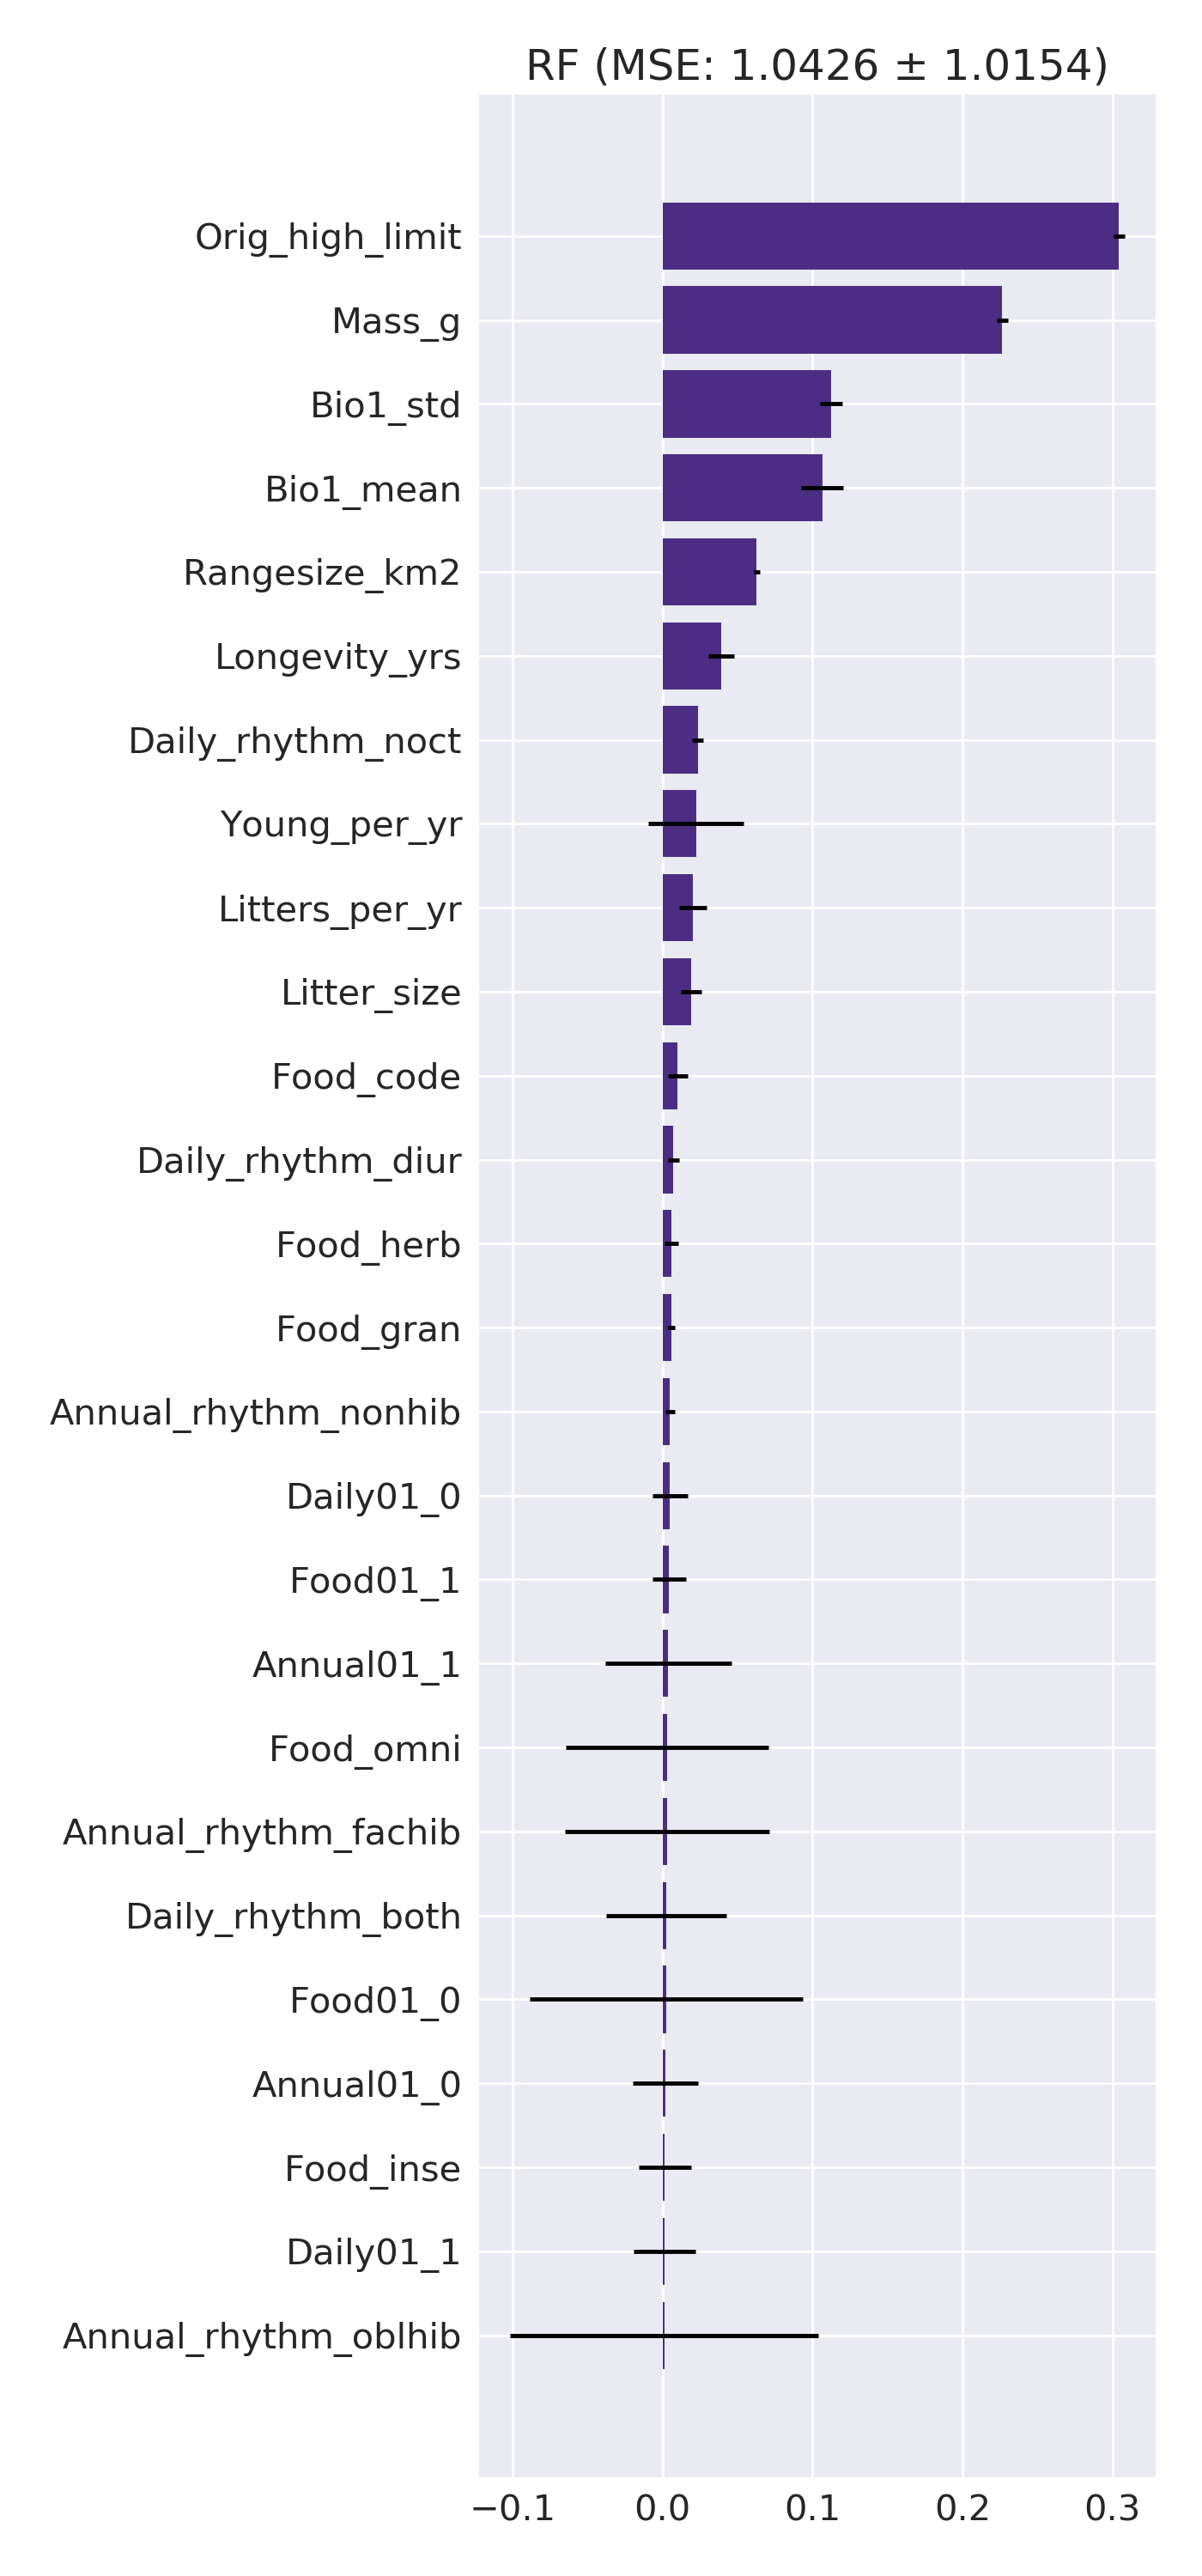 RF (MSE: 1.0426 ± 1.0154)
Orig_high_limit
Mass_g
Bio1_std
Bio1_mean
Rangesize_km2
Longevity_yrs
Daily_rhythm_noct
Young_per_yr
Litters_per_yr
Litter_size
Food_code
Daily_rhythm_diur
Food_herb
Food_gran
Annual_rhythm_nonhib
Daily01_0
Food01_1
Annual01_1
Food_omni
Annual_rhythm_fachib
Daily_rhythm_both
Food01_0
Annual01_0
Food_inse
Daily01_1
Annual_rhythm_oblhib
−0.1 0.0 0.1 0.2 0.3